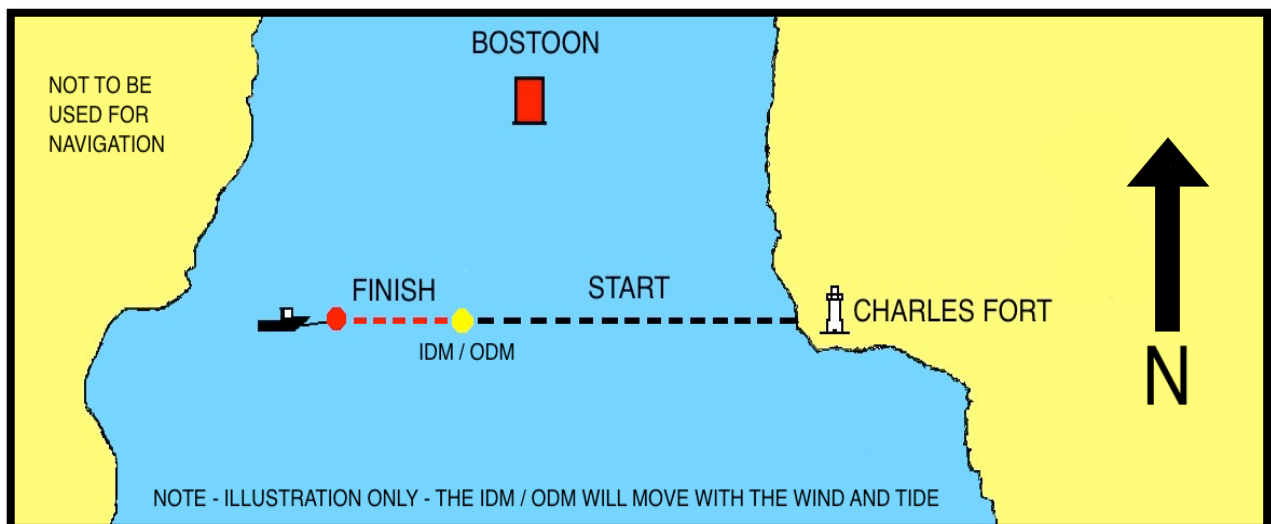 BOSTOON
NOT TO BE
USED FOR
NAVIGATION
FINISH
START
CHARLES FORT
IDM / ODM
N
NOTE - ILLUSTRATION ONLY - THE IDM / ODM WILL MOVE WITH THE WIND AND TIDE